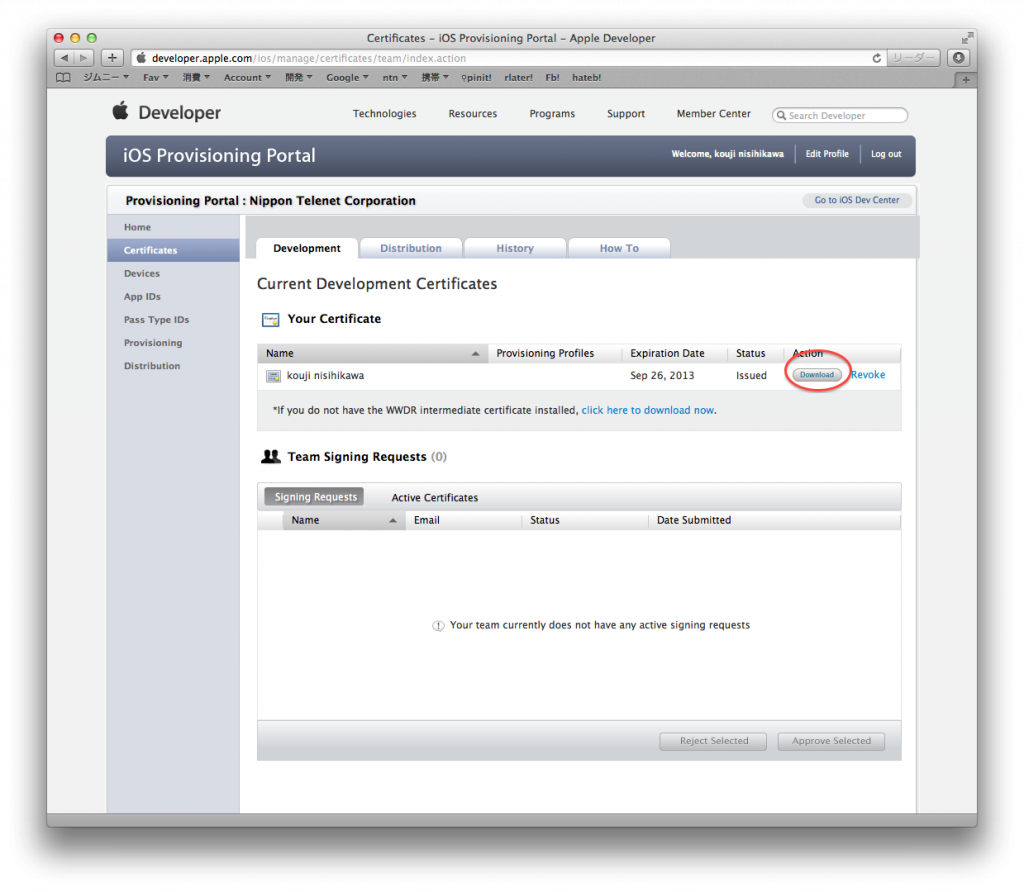 Certificates – iOS Provisioning Portal – Apple Developer
developer.apple.com/ios/manage/certificates/team/index.action
リーダー
ジムニー Fav 消費 Account 開発 Google ntn 携帯 pinit! rlater! Fb! hateb!
Developer
Technologies Resources Programs Support Member Center Search Developer
iOS Provisioning Portal
Welcome, kouji nisihikawa Edit Profile Log out
Provisioning Portal : Nippon Telenet Corporation
Go to iOS Dev Center
Home
Certificates
Devices
App IDs
Pass Type IDs
Provisioning
Distribution
Development Distribution History How To
Current Development Certificates
Your Certificate
Name Provisioning Profiles Expiration Date Status Action
kouji nisihikawa Sep 26, 2013 Issued Download Revoke
*If you do not have the WWDR intermediate certificate installed, click here to download now.
Team Signing Requests (0)
Signing Requests Active Certificates
Name Email Status Date Submitted
Your team currently does not have any active signing requests
Reject Selected Approve Selected